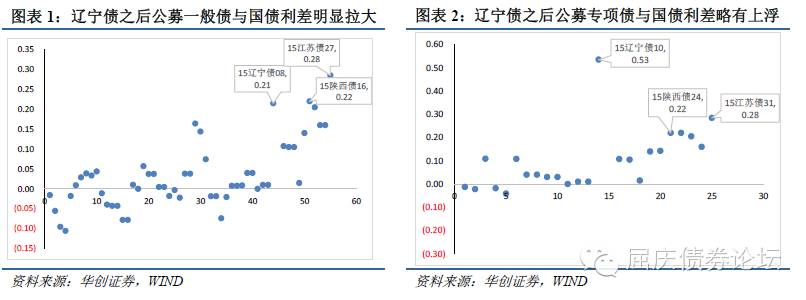 图表 1：辽宁债之后公募一般债与国债利差明显拉大
0.35
0.30
0.25
0.20
0.15
0.10
0.05
0.00
(0.05)
(0.10)
(0.15)
0 10 20 30 40 50 60
15江苏债27,
0.28
15辽宁债08,
0.21
15陕西债16,
0.22
资料来源：华创证券，WIND
图表 2：辽宁债之后公募专项债与国债利差略有上浮
0.60
0.50
0.40
0.30
0.20
0.10
0.00
(0.10)
(0.20)
(0.30)
0 5 10 15 20 25 30
15辽宁债10,
0.53
15陕西债24,
0.22
15江苏债31,
0.28
资料来源：华创证券，WIND
屈庆债券论坛